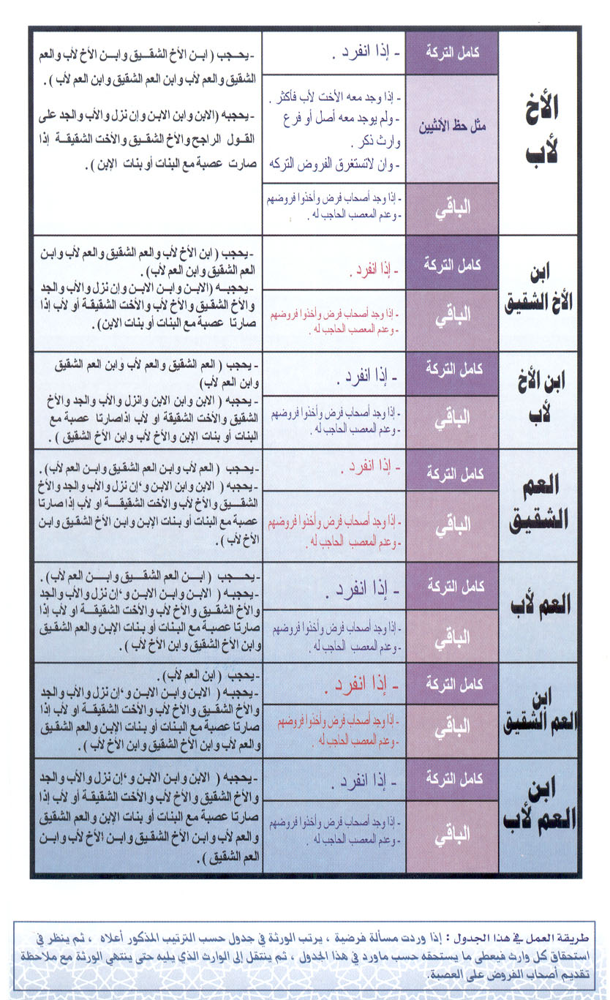 الأخ
لأب
كامل التركة
- إذا انفرد .
- يحجب ( ابن الأخ الشقيق وابن الأخ لأب والعم
الشقيق والعم لأب وابن العم الشقيق وابن العم لأب ) .
- يحجبه (الابن وابن الابن وإن نزل والأب والجد على
القول الراجح والأخ الشقيق والأخت الشقيقة إذا
صارت عصبة مع البنات أو بنات الإبن ) .
مثل حظ الأنثيين
- إذا وجد معه الأخت لأب فأكثر .
- ولم يوجد معه أصل أو فرع
وارث ذكر .
- وان لاتستغرق الفروض التركه
الباقي
- إذا وجد أصحاب فرض وأخذوا فروضهم
- وعدم المعصب الحاجب له .
ابن
الأخ الشقيق
كامل التركة
- إذا انفرد .
- يحجب ( ابن الأخ لأب والعم الشقيق والعم لأب وابن
العم الشقيق وابن العم لأب) .
- يحجبه (الابن وابن الابن وإن نزل والأب والجد
والأخ الشقيق والأخ لأب والأخت الشقيقة أو لأب إذا
صارتا عصبة مع البنات أو بنات الابن) .
الباقي
- إذا وجد أصحاب فرض وأخذوا فروضهم
- وعدم المعصب الحاجب له .
ابن الأخ
لأب
كامل التركة
- إذا انفرد .
- يحجب ( العم الشقيق والعم لأب وابن العم الشقيق
وابن العم لأب)
- يحجبه ( الابن وابن الابن وانزل والأب والجد والأخ
الشقيق والأخت الشقيقة او لأب اذاصارتا عصبة مع
البنات أو بنات الإبن والأخ لأب وابن الأخ الشقيق ) .
الباقي
- إذا وجد أصحاب فرض وأخذوا فروضهم
- وعدم المعصب الحاجب له .
العم
الشقيق
كامل التركة
- إذا انفرد .
- يحجب ( العم لأب وابن العم الشقيق وابن العم لأب) .
- يحجبه ( الابن وابن الابن و،إن نزل والأب والجد والأخ
الشقيق والأخ لأب والأخت الشقيقة او لأب إذا صارتا
عصبة مع البنات أو بنات الإبن وابن الأخ الشقيق وابن
الأخ لأب ) .
الباقي
- إذا وجد أصحاب فرض وأخذوا فروضهم
- وعدم المعصب الحاجب له .
العم لأب
كامل التركة
- إذا انفرد .
- يحجب ( ابن العم الشقيق وابن العم لأب) .
- يحجبه ( الابن وابن الابن و،إن نزل والأب والجد
والأخ الشقيق والأخ لأب والأخت الشقيقة او لأب إذا
صارتا عصبة مع البنات أو بنات الإبن والعم الشقيق
وابن الأخ الشقيق وابن الأخ لأب ) .
الباقي
- إذا وجد أصحاب فرض وأخذوا فروضهم
- وعدم المعصب الحاجب له .
ابن
العم الشقيق
كامل التركة
- إذا انفرد .
- يحجب ( ابن العم لأب) .
- يحجبه ( الابن وابن الابن و،إن نزل والأب والجد
والأخ الشقيق والأخ لأب والأخت الشقيقة او لأب إذا
صارتا عصبة مع البنات أو بنات الإبن والعم الشقيق
والعم لأب وابن الأخ الشقيق وابن الأخ لأب ) .
الباقي
- إذا وجد أصحاب فرض وأخذوا فروضهم
- وعدم المعصب الحاجب له .
ابن
العم لأب
كامل التركة
- إذا انفرد .
- يحجبه ( الابن وابن الابن و،إن نزل والأب والجد
والأخ الشقيق والأخ لأب والأخت الشقيقة أو لأب إذا
صارتا عصبة مع البنات أو بنات الإبن والعم الشقيق
والعم لأب وابن الأخ الشقيق وابن الأخ لأب وابن
العم الشقيق ) .
الباقي
- إذا وجد أصحاب فرض وأخذوا فروضهم
- وعدم المعصب الحاجب له .
طريقة العمل في هذا الجدول : إذا وردت مسألة فرضية ، يرتب الورثة في جدول حسب الترتيب المذكور أعلاه ، ثم ينظر في
استحقاق كل وارث فيعطى ما يستحقه حسب ماورد في هذا الجدول ، ثم ينتقل إلى الوارث الذي يليه حتى ينتهي الورثة مع ملاحظة
تقديم أصحاب الفروض على العصبة.